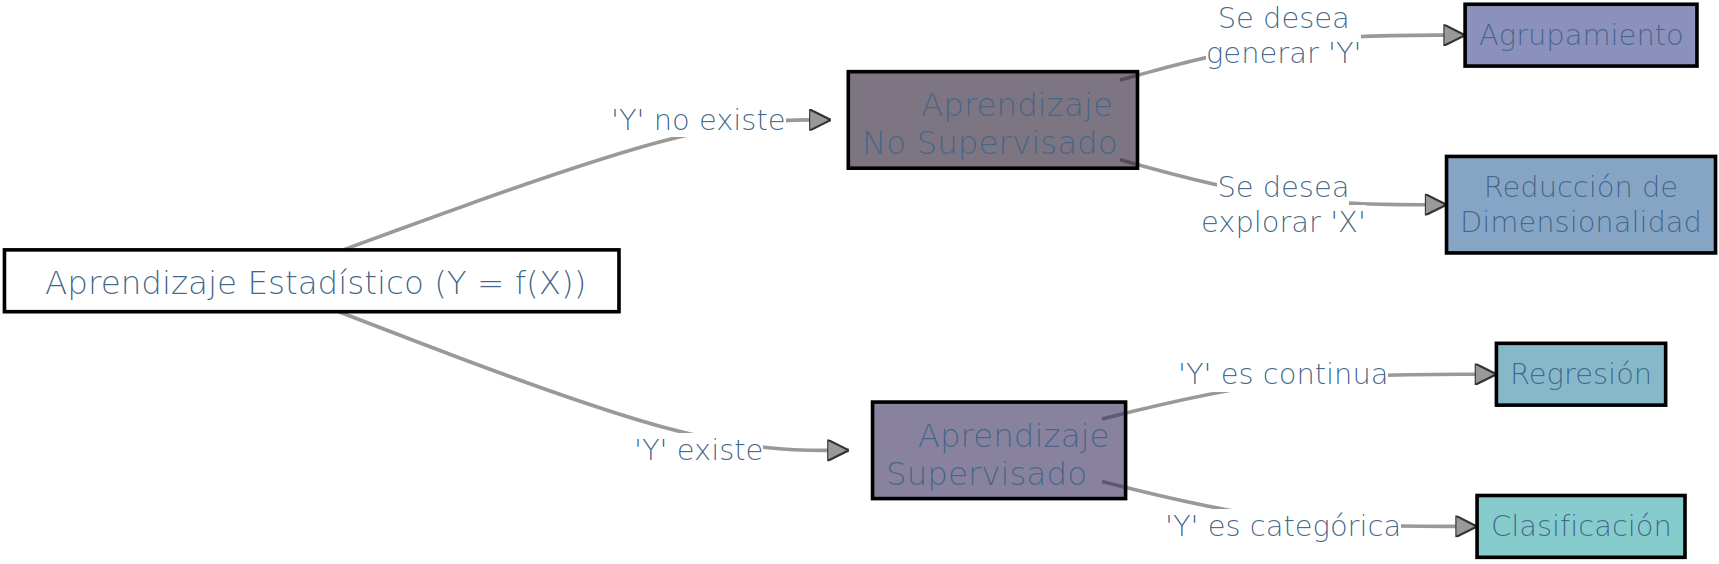 Aprendizaje Estadístico (Y = f(X))
'Y' no existe
Aprendizaje
No Supervisado
Se desea
generar 'Y'
Agrupamiento
Se desea
explorar 'X'
Reducción de
Dimensionalidad
'Y' existe
Aprendizaje
Supervisado
'Y' es continua
Regresión
'Y' es categórica
Clasificación